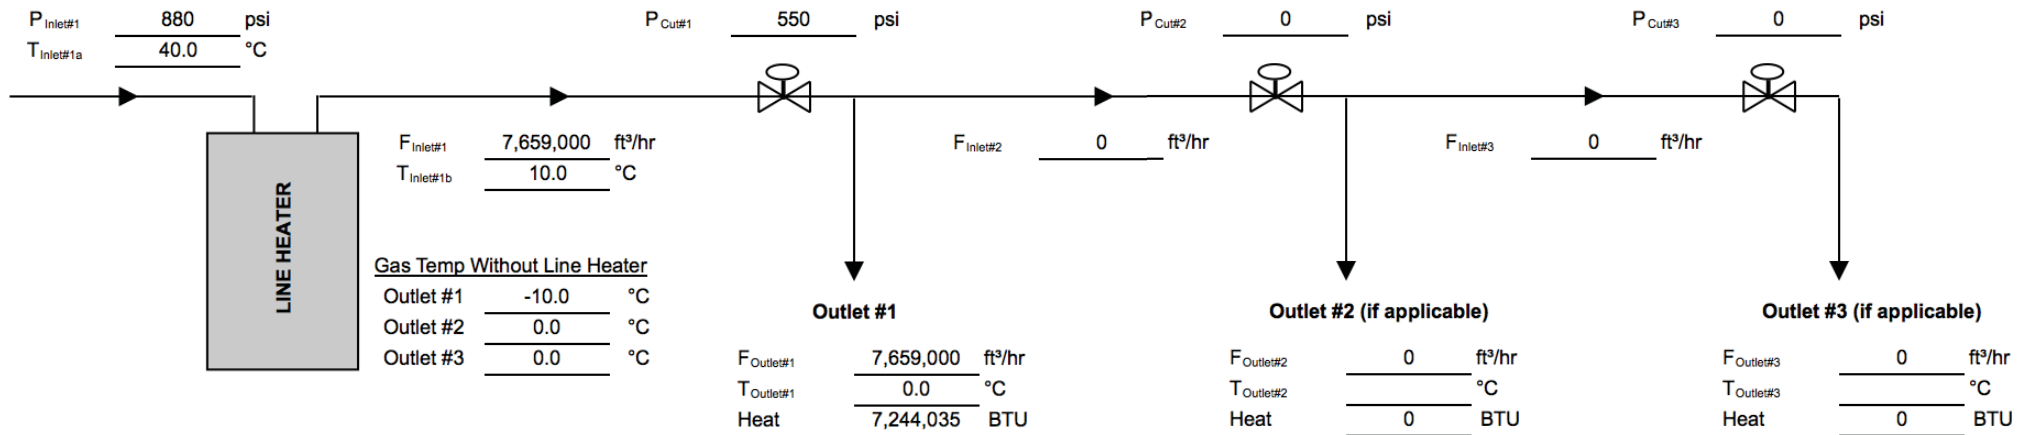 P Inlet#1 880 psi P Cut#1 550 psi P Cut#2 0 psi P Cut#3 0 psi
T Inlet#1a 40.0 °C
F Inlet#1 7,659,000 ft³/hr F Inlet#2 0 ft³/hr F Inlet#3 0 ft³/hr
T Inlet#1b 10.0 °C
LINE HEATER
Gas Temp Without Line Heater
Outlet #1 -10.0 °C
Outlet #2 0.0 °C
Outlet #3 0.0 °C
Outlet #1
F Outlet#1 7,659,000 ft³/hr
T Outlet#1 0.0 °C
Heat 7,244,035 BTU
Outlet #2 (if applicable)
F Outlet#2 0 ft³/hr
T Outlet#2 °C
Heat 0 BTU
Outlet #3 (if applicable)
F Outlet#3 0 ft³/hr
T Outlet#3 °C
Heat 0 BTU